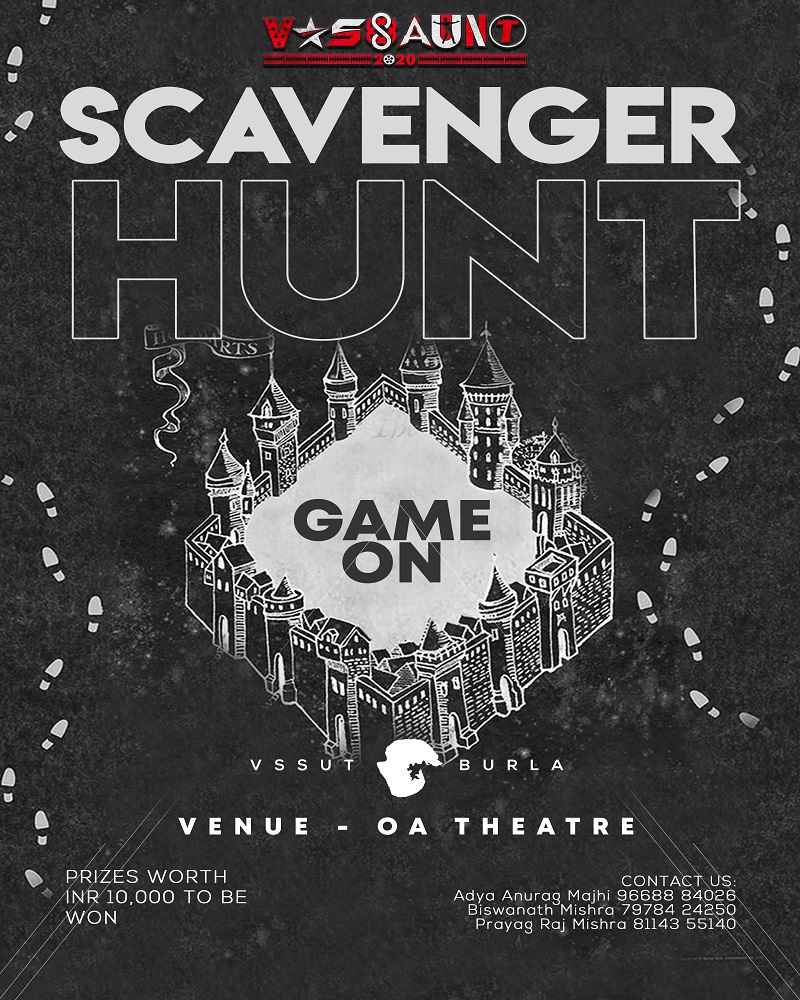 VASSAUNT
2020
SCAVENGER
HUNT
GAME
ON
VSSUT BURLA
VENUE - OA THEATRE
PRIZES WORTH
INR 10,000 TO BE
WON
CONTACT US:
Adya Anurag Majhi 96688 84026
Biswanath Mishra 79784 24250
Prayag Raj Mishra 81143 55140